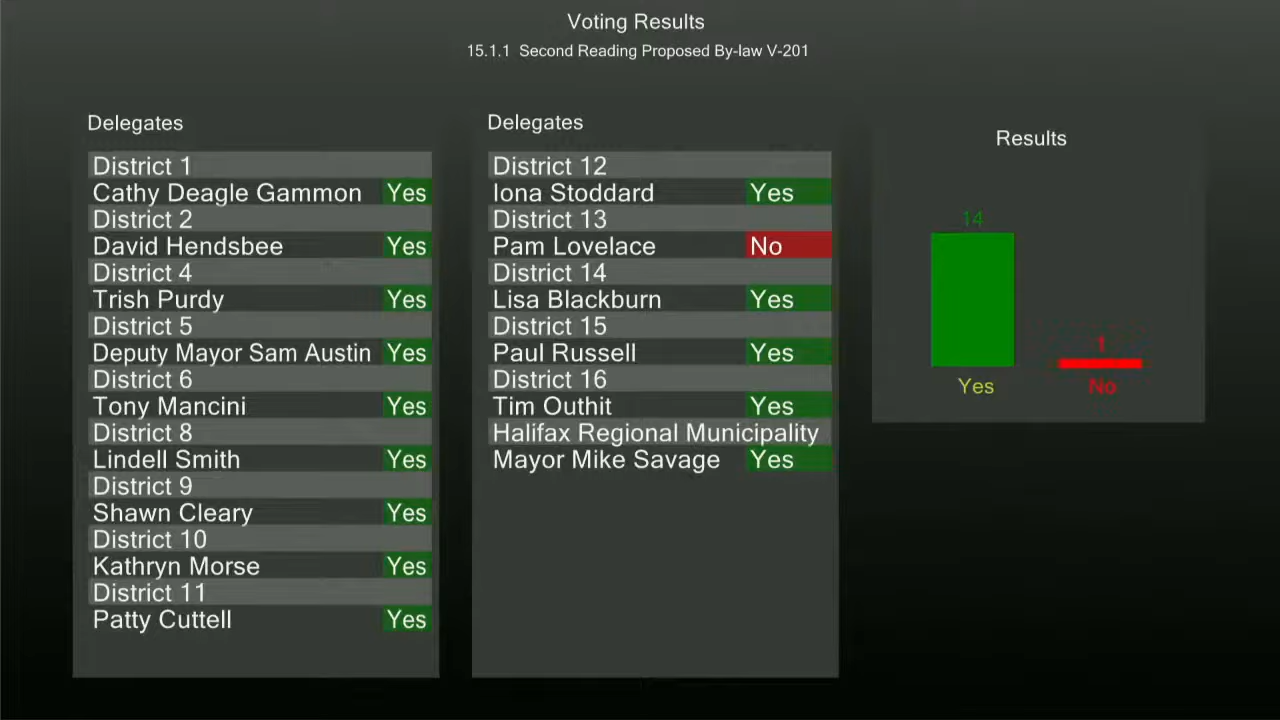 Voting Results
15.1.1 Second Reading Proposed By-law V-201
Delegates
District 1
Cathy Deagle Gammon Yes
District 2
David Hendsbee Yes
District 4
Trish Purdy Yes
District 5
Deputy Mayor Sam Austin Yes
District 6
Tony Mancini Yes
District 8
Lindell Smith Yes
District 9
Shawn Cleary Yes
District 10
Kathryn Morse Yes
District 11
Patty Cuttell Yes
Delegates
District 12
Iona Stoddard Yes
District 13
Pam Lovelace No
District 14
Lisa Blackburn Yes
District 15
Paul Russell Yes
District 16
Tim Outhit Yes
Halifax Regional Municipality
Mayor Mike Savage Yes
Results
14
1
Yes No